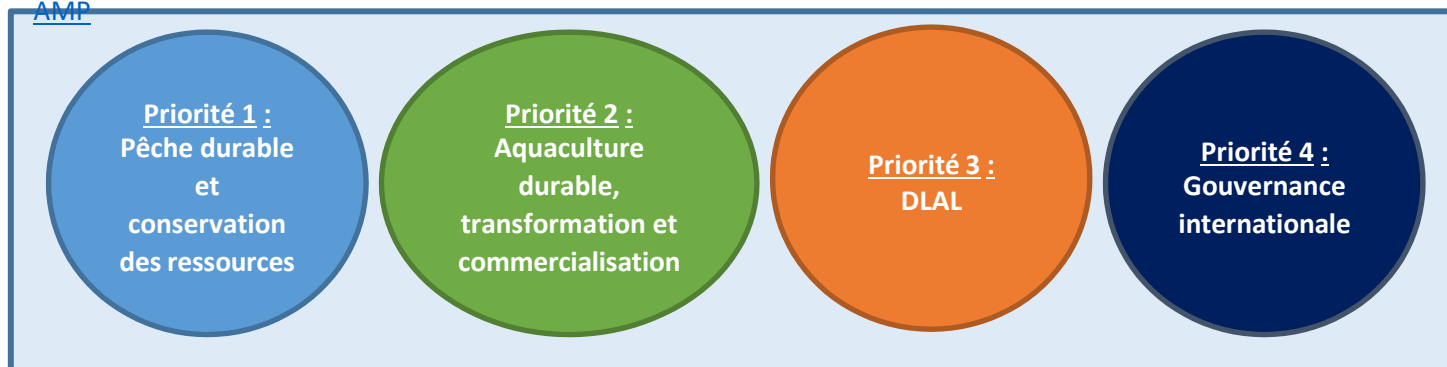 AMP
Priorité 1 :
Pêche durable
et
conservation
des ressources
Priorité 2 :
Aquaculture
durable,
transformation et
commercialisation
Priorité 3 :
DLAL
Priorité 4 :
Gouvernance
internationale